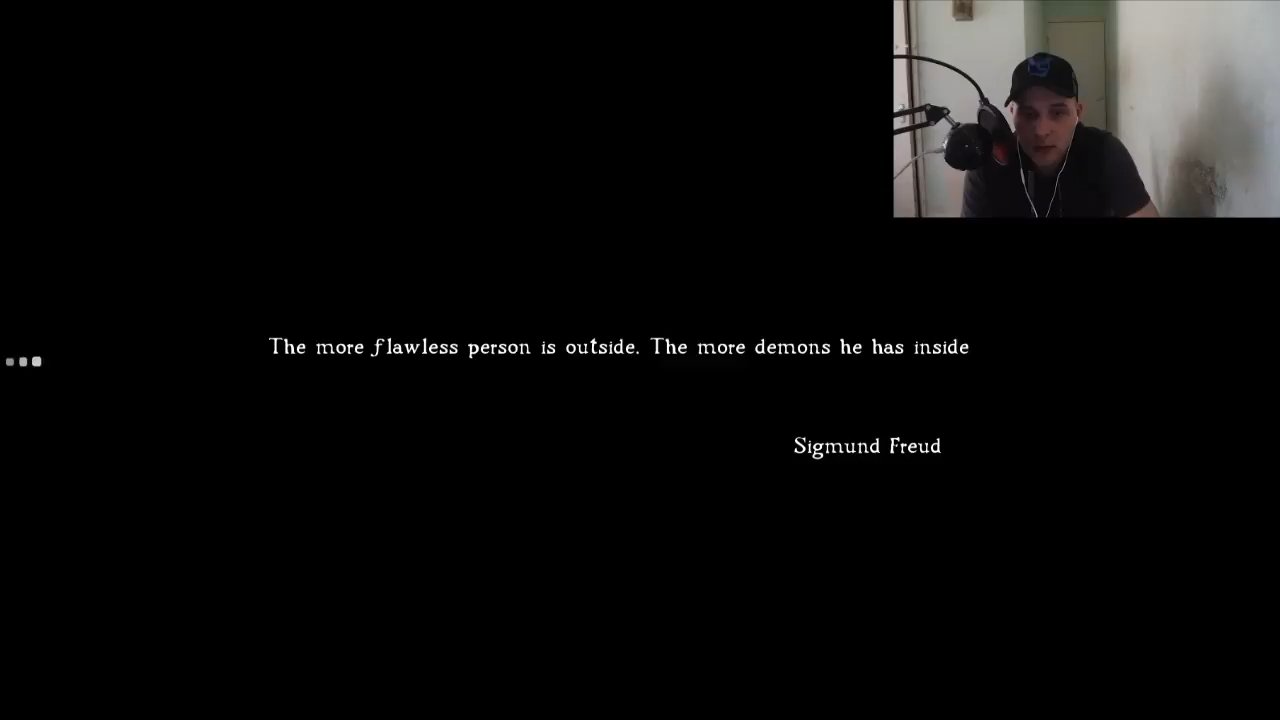 The more flawless person is outside. The more demons he has inside
Sigmund Freud